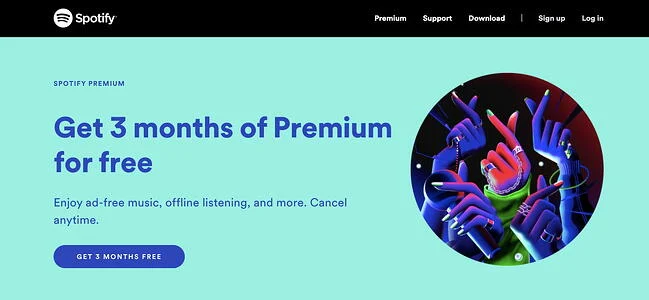 Spotify
Premium Support Download | Sign up Log in
SPOTIFY PREMIUM
Get 3 months of Premium
for free
Enjoy ad-free music, offline listening, and more. Cancel
anytime.
GET 3 MONTHS FREE